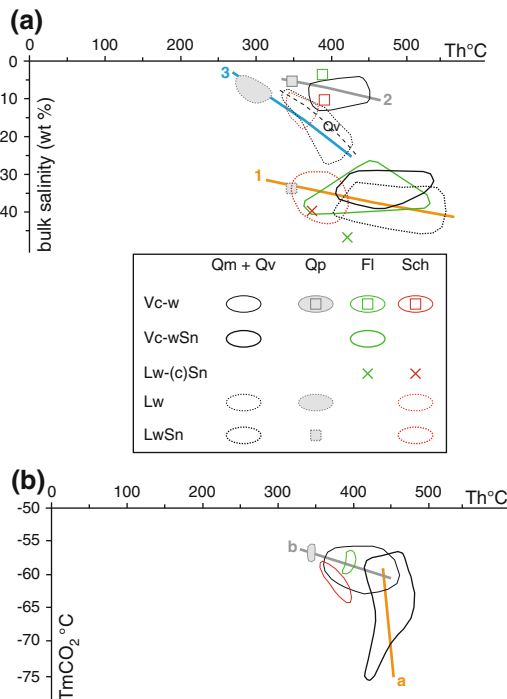 (a)
0 100 200 300 400 500 Th°C
0
10
20
30
40
bulk salinity (wt %)
3
2
Qv
1
Qm + Qv Qp Fl Sch
Vc-w
Vc-wSn
Lw-(c)Sn
Lw
LwSn
(b)
0 100 200 300 400 500 Th°C
-50
-55
-60
-65
-70
-75
TmCO2 °C
b
a